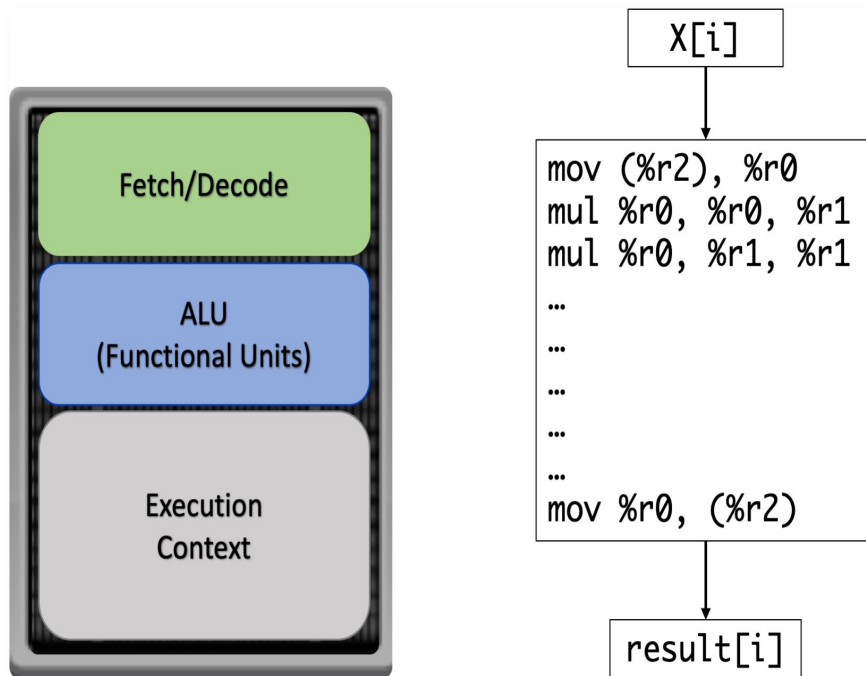 Fetch/Decode
ALU
(Functional Units)
Execution
Context
X[i]
mov (%r2), %r0
mul %r0, %r0, %r1
mul %r0, %r1, %r1
…
…
…
…
…
mov %r0, (%r2)
result[i]